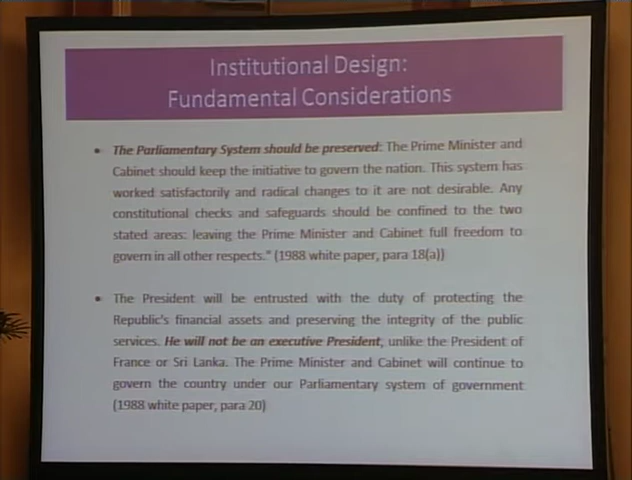 Institutional Design:
Fundamental Considerations
• The Parliamentary System should be preserved: The Prime Minister and
Cabinet should keep the initiative to govern the nation. This system has
worked satisfactorily and radical changes to it are not desirable. Any
constitutional checks and safeguards should be confined to the two
stated areas: leaving the Prime Minister and Cabinet full freedom to
govern in all other respects." (1988 white paper, para 18(a))
• The President will be entrusted with the duty of protecting the
Republic's financial assets and preserving the integrity of the public
services. He will not be an executive President, unlike the President of
France or Sri Lanka. The Prime Minister and Cabinet will continue to
govern the country under our Parliamentary system of government
(1988 white paper, para 20)